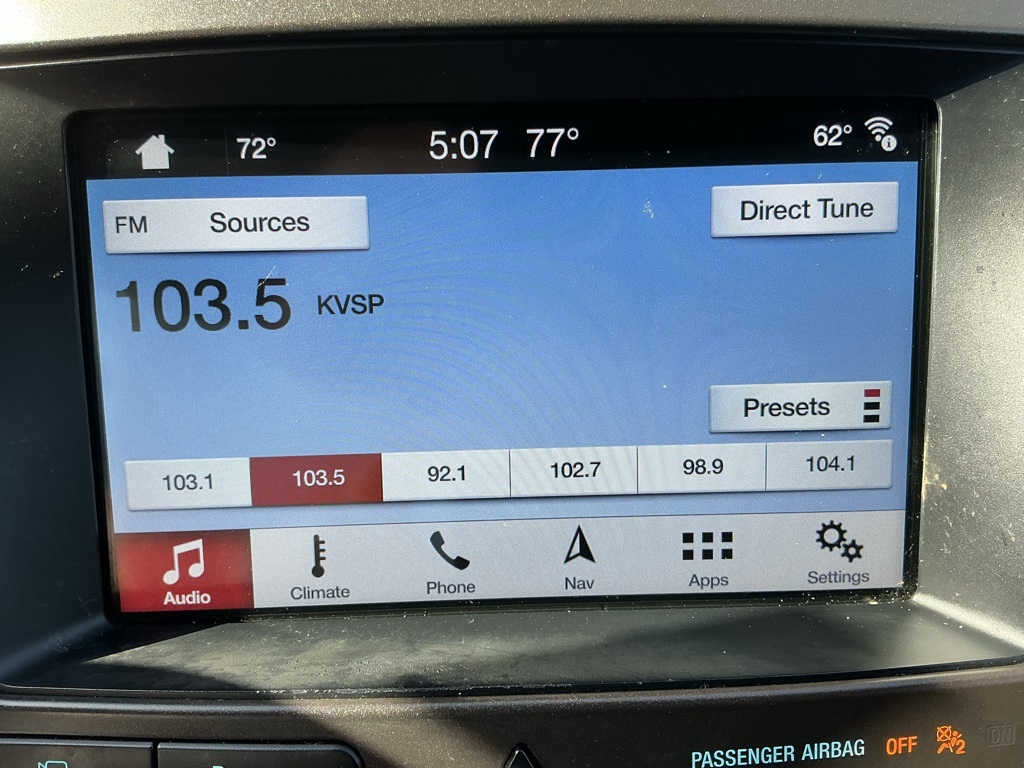 72° 5:07 77° 62°
FM Sources Direct Tune
103.5 KVSP
Presets
103.1 103.5 92.1 102.7 98.9 104.1
Audio Climate Phone Nav Apps Settings
PASSENGER AIRBAG OFF 2 ON